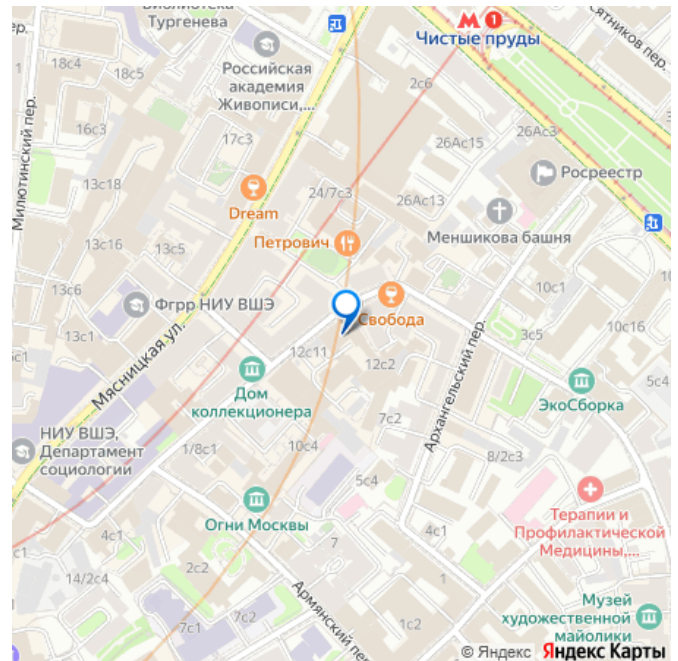 Библиотека
Тургенева
Чистые пруды
1
Сятников пер.
18с4
18с5
Российская
академия
Живописи,...
2с6
Милютинский пер.
17с3
26Ас15
26Ас3
13с18
Росреестр
24/7с3
26Ас13
Dream
Петрович
Меншикова башня
13с16
13с5
10с1
13с6
Фгрр НИУ ВШЭ
Свобода
10с16
13с1
Мясницкая ул.
12с11
3с5
Архангельский пер.
12с2
Дом
коллекционера
ЭкоСборка
5с4
7с2
НИУ ВШЭ,
Департамент
социологии
1/8с1
10с4
8/2с3
5с4
Огни Москвы
Терапии и
Профилактической
Медицины,...
4с1
7
4с1
2с2
14/2с4
Армянский пер.
1
7с1
2с2
1
Музей
художественной
майолики
© Яндекс Яндекс Карты